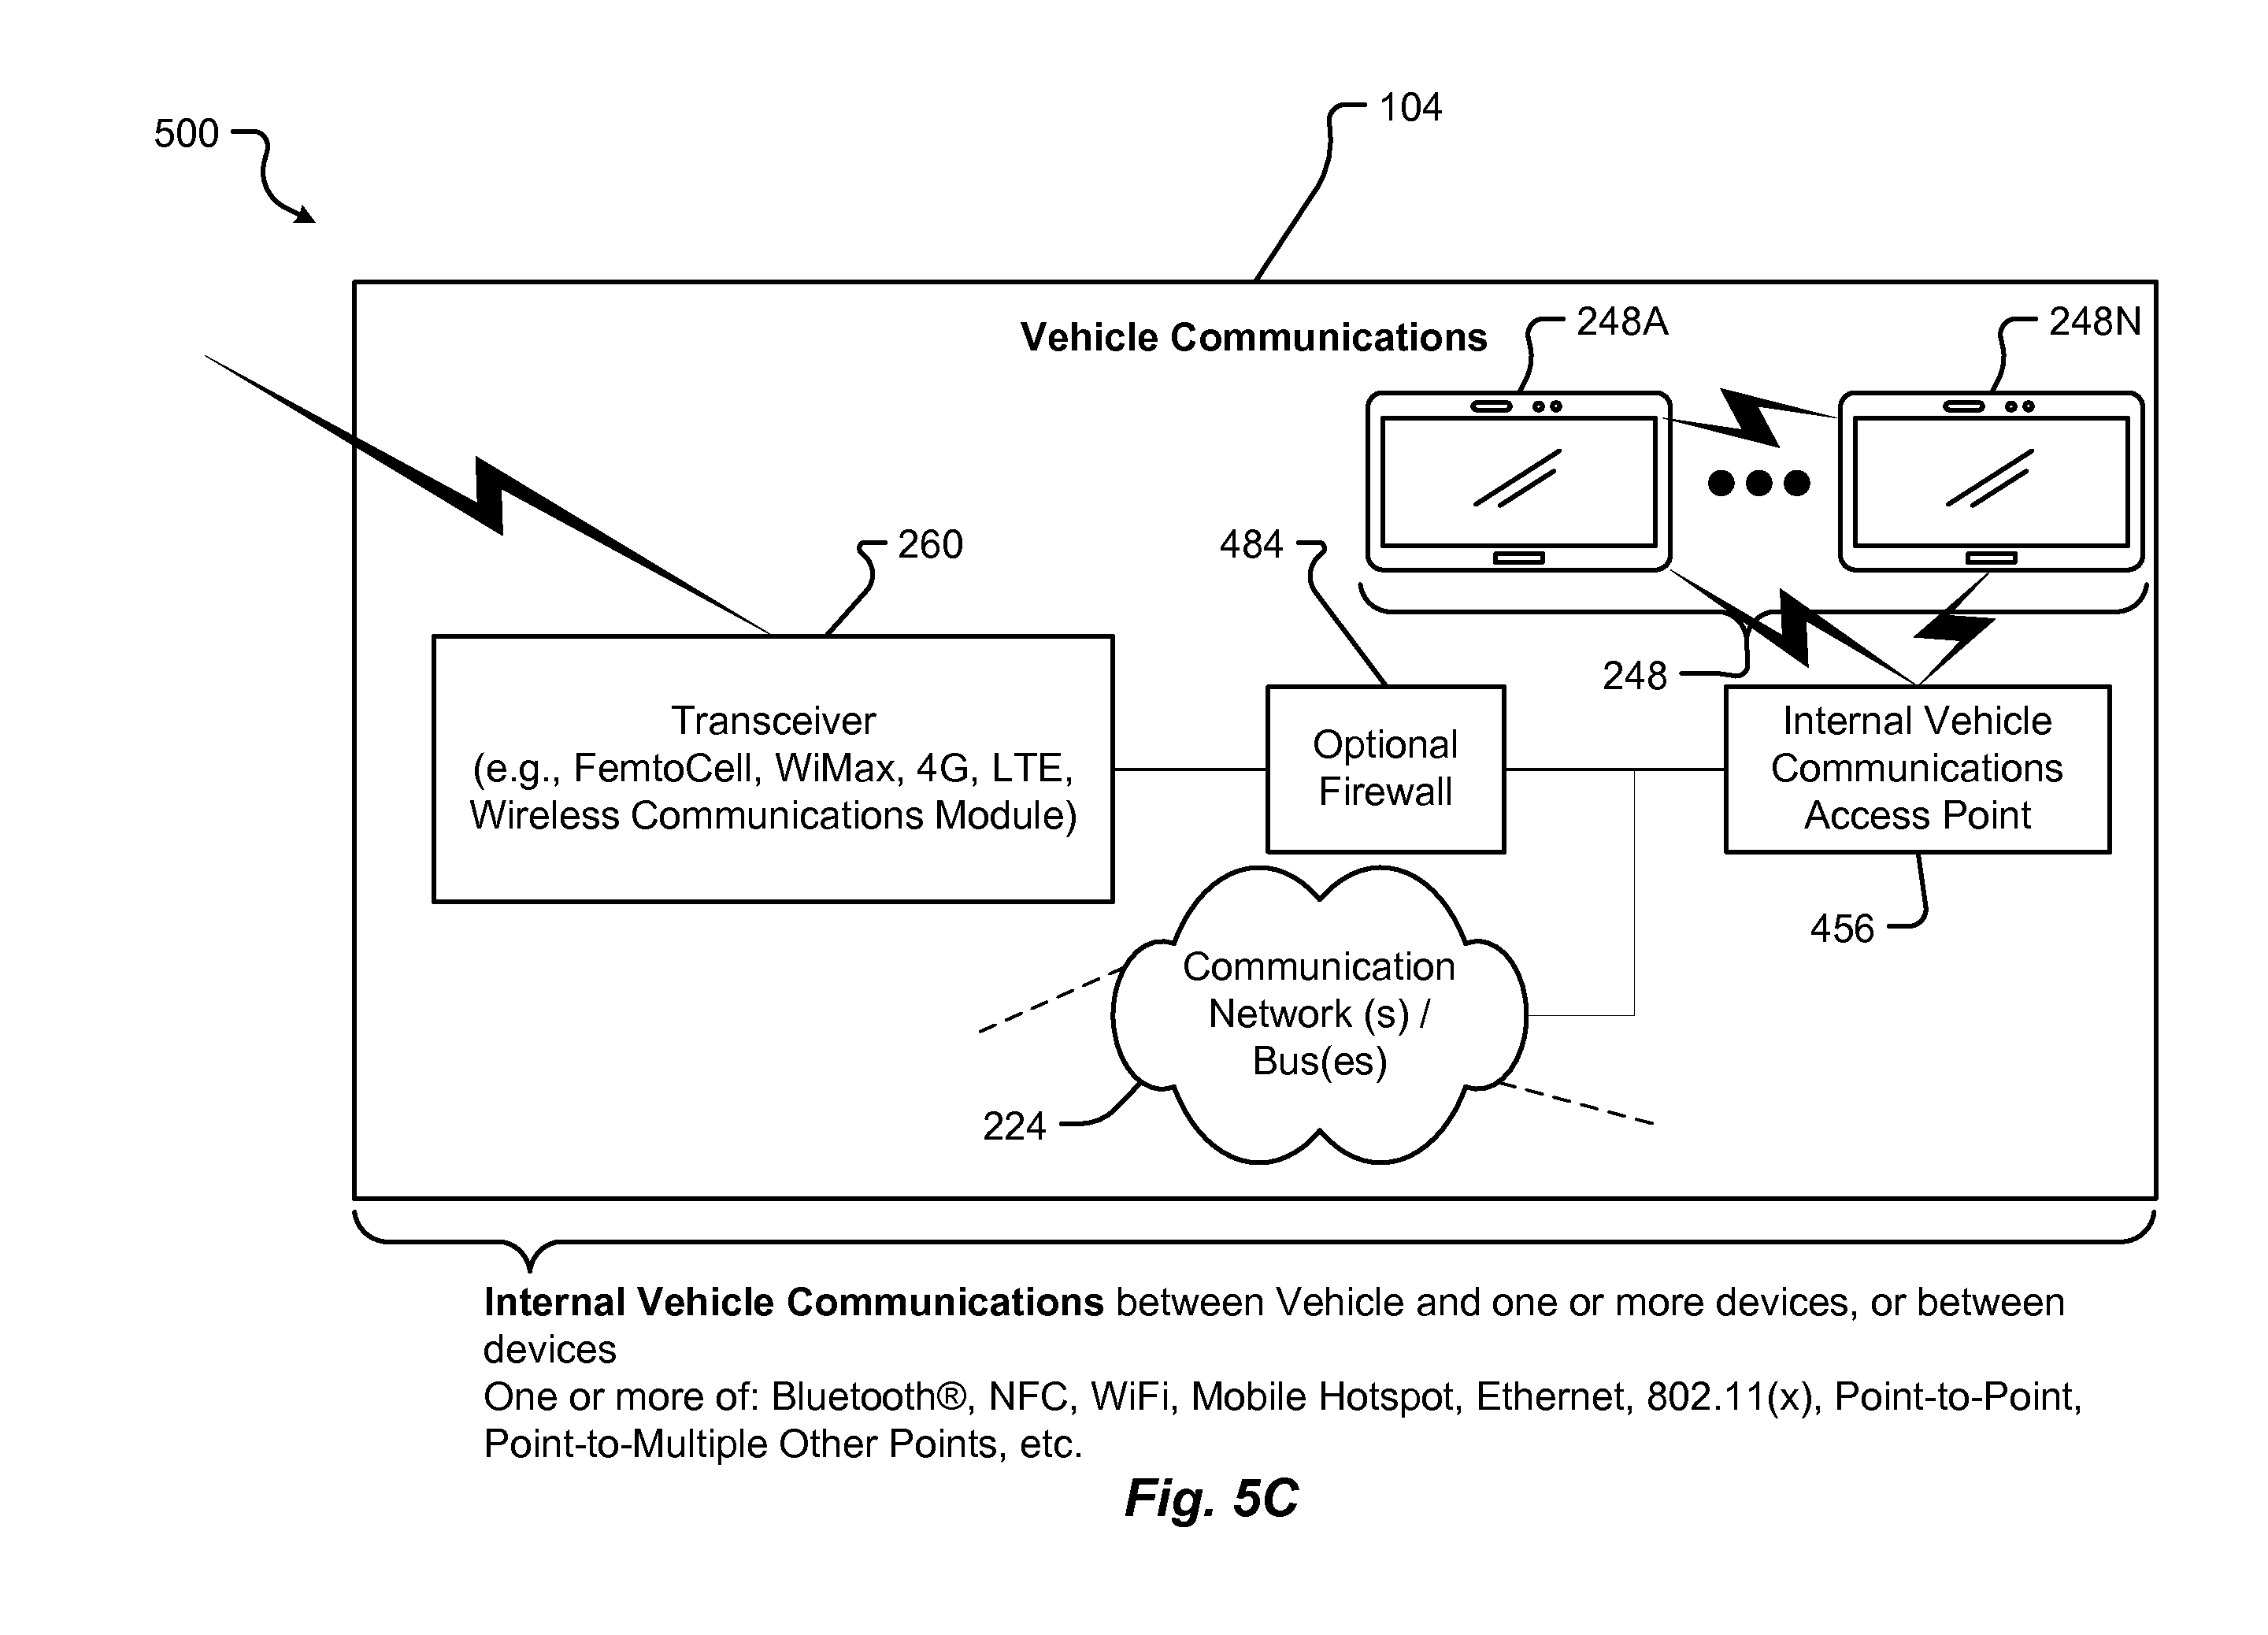 104
500
Vehicle Communications
248A
248N
260
484
248
Transceiver
(e.g., FemtoCell, WiMax, 4G, LTE,
Wireless Communications Module)
Optional
Firewall
Internal Vehicle
Communications
Access Point
456
Communication
Network (s) /
Bus(es)
224
Internal Vehicle Communications between Vehicle and one or more devices, or between
devices
One or more of: Bluetooth®, NFC, WiFi, Mobile Hotspot, Ethernet, 802.11(x), Point-to-Point,
Point-to-Multiple Other Points, etc.
Fig. 5C